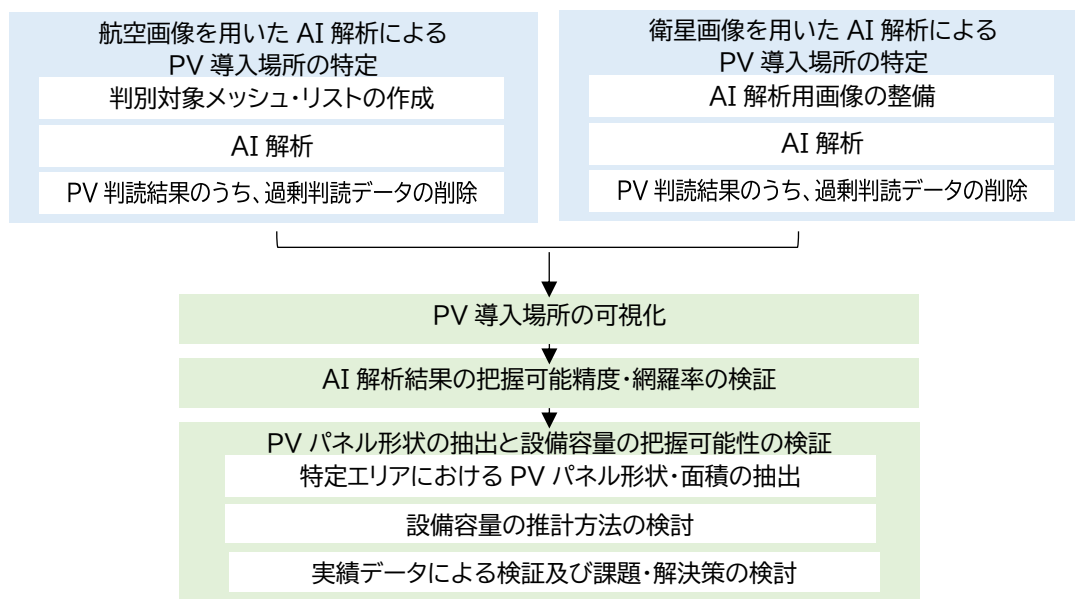 航空画像を用いた AI 解析による
PV 導入場所の特定
判別対象メッシュ・リストの作成
AI 解析
PV 判読結果のうち、過剰判読データの削除
衛星画像を用いた AI 解析による
PV 導入場所の特定
AI 解析用画像の整備
AI 解析
PV 判読結果のうち、過剰判読データの削除
PV 導入場所の可視化
AI 解析結果の把握可能精度・網羅率の検証
PV パネル形状の抽出と設備容量の把握可能性の検証
特定エリアにおける PV パネル形状・面積の抽出
設備容量の推計方法の検討
実績データによる検証及び課題・解決策の検討